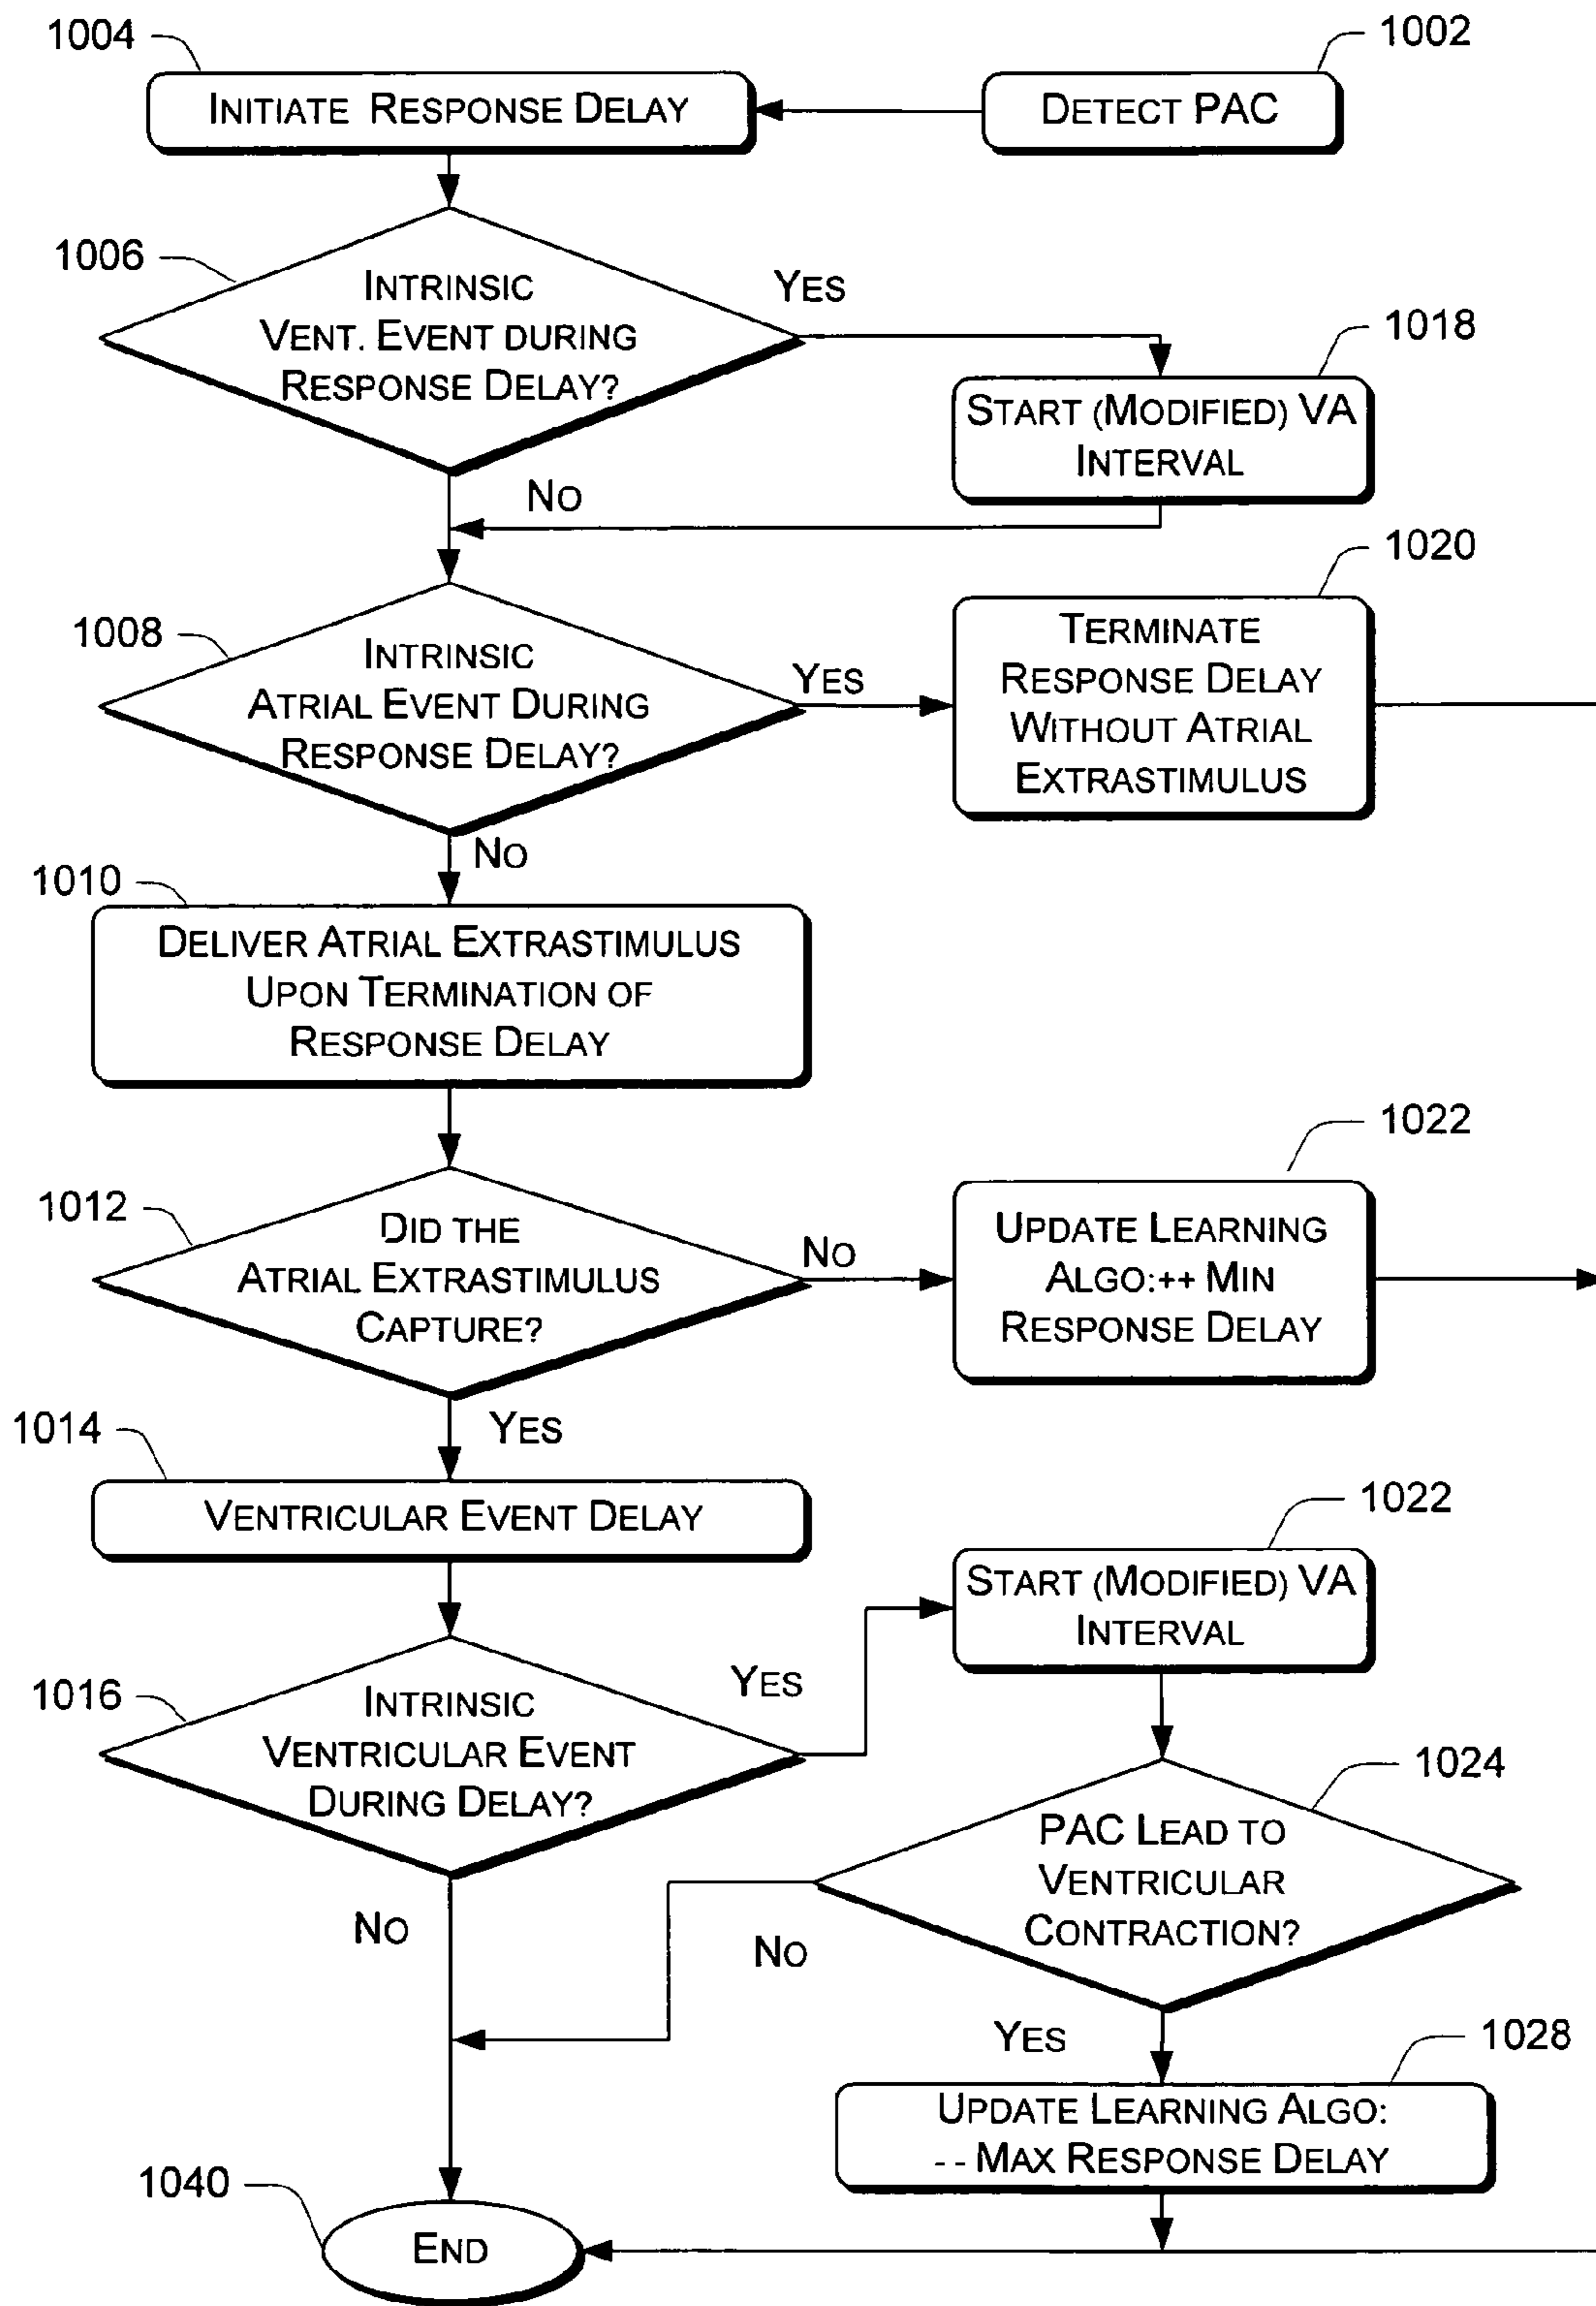 1004
1002
INITIATE RESPONSE DELAY
DETECT PAC
1006
INTRINSIC
VENT. EVENT DURING
RESPONSE DELAY?
YES
1018
START (MODIFIED) VA
INTERVAL
NO
1020
1008
INTRINSIC
ATRIAL EVENT DURING
RESPONSE DELAY?
YES
TERMINATE
RESPONSE DELAY
WITHOUT ATRIAL
EXTRASTIMULUS
NO
1010
DELIVER ATRIAL EXTRASTIMULUS
UPON TERMINATION OF
RESPONSE DELAY
1022
1012
DID THE
ATRIAL EXTRASTIMULUS
CAPTURE?
NO
UPDATE LEARNING
ALGO:++ MIN
RESPONSE DELAY
YES
1014
VENTRICULAR EVENT DELAY
1022
START (MODIFIED) VA
INTERVAL
1016
INTRINSIC
VENTRICULAR EVENT
DURING DELAY?
YES
1024
PAC LEAD TO
VENTRICULAR
CONTRACTION?
NO
NO
YES
1028
UPDATE LEARNING ALGO:
-- MAX RESPONSE DELAY
1040
END